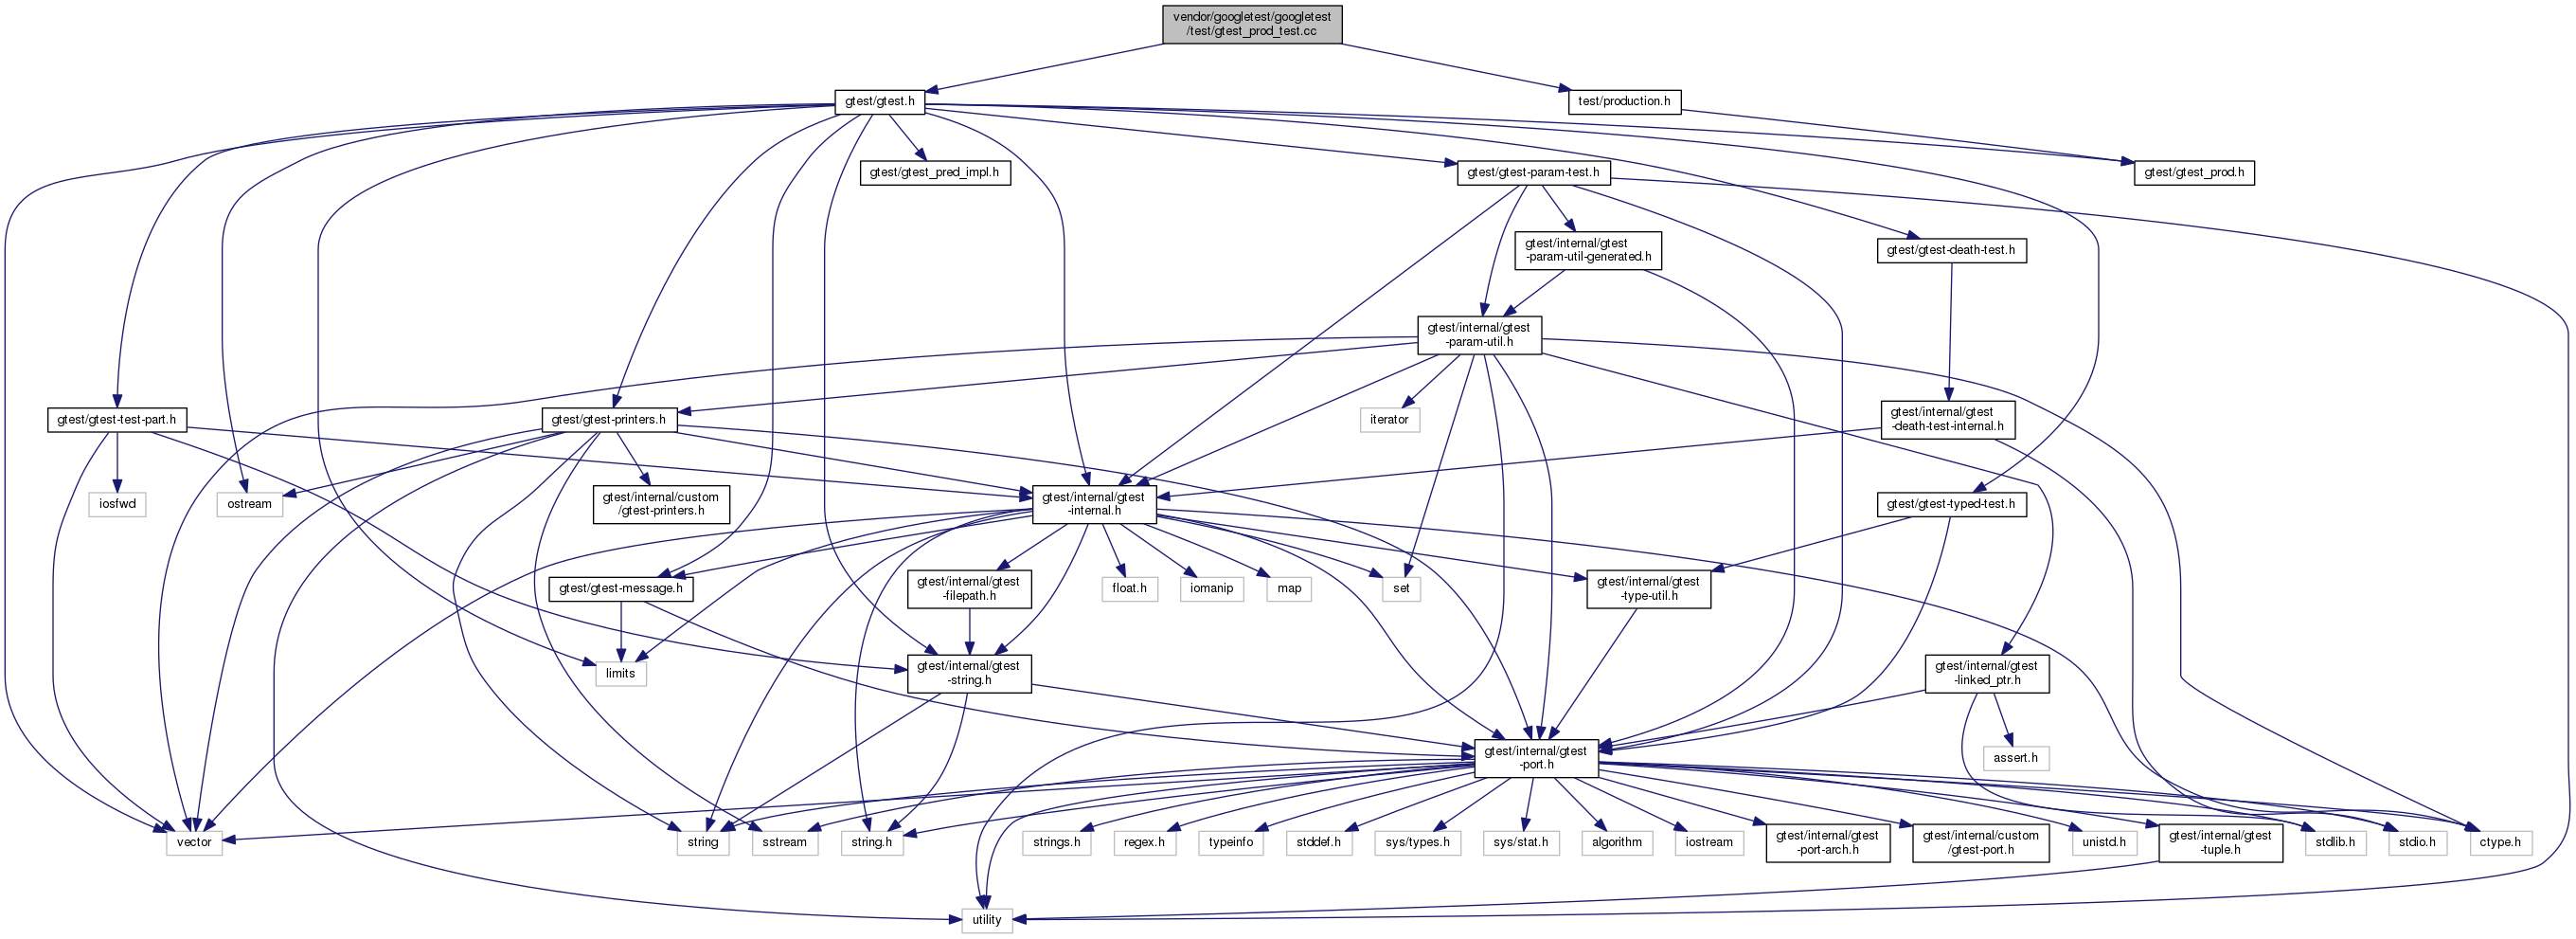 vendor/googletest/googletest
/test/gtest_prod_test.cc
gtest/gtest.h
test/production.h
gtest/gtest_pred_impl.h
gtest/gtest-param-test.h
gtest/gtest_prod.h
gtest/internal/gtest
-param-util-generated.h
gtest/gtest-death-test.h
gtest/internal/gtest
-param-util.h
gtest/gtest-test-part.h
gtest/gtest-printers.h
iterator
gtest/internal/gtest
-death-test-internal.h
iosfwd
ostream
gtest/internal/custom
/gtest-printers.h
gtest/internal/gtest
-internal.h
gtest/gtest-typed-test.h
gtest/gtest-message.h
gtest/internal/gtest
-filepath.h
float.h
iomanip
map
set
gtest/internal/gtest
-type-util.h
limits
gtest/internal/gtest
-string.h
gtest/internal/gtest
-linked_ptr.h
gtest/internal/gtest
-port.h
assert.h
vector
string
sstream
string.h
strings.h
regex.h
typeinfo
stddef.h
sys/types.h
sys/stat.h
algorithm
iostream
gtest/internal/gtest
-port-arch.h
gtest/internal/custom
/gtest-port.h
unistd.h
gtest/internal/gtest
-tuple.h
stdlib.h
stdio.h
ctype.h
utility